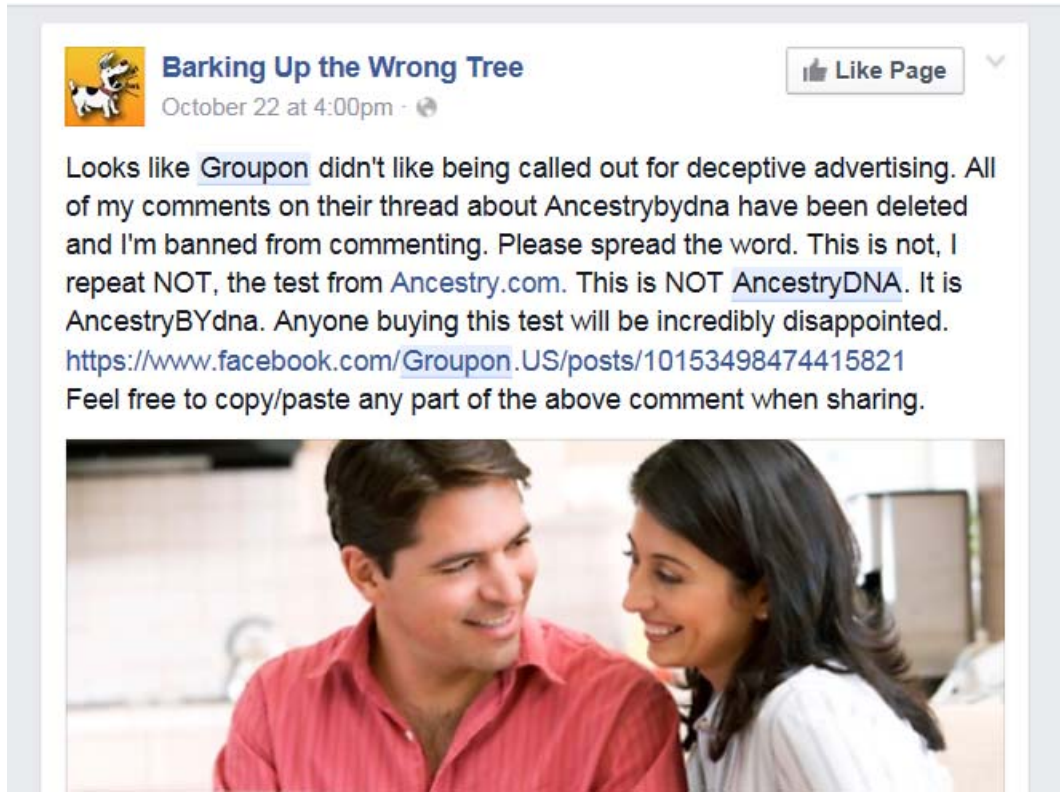 Barking Up the Wrong Tree
Like Page
October 22 at 4:00pm ·
Looks like Groupon didn't like being called out for deceptive advertising. All
of my comments on their thread about Ancestrybydna have been deleted
and I'm banned from commenting. Please spread the word. This is not, I
repeat NOT, the test from Ancestry.com. This is NOT AncestryDNA. It is
AncestryBYdna. Anyone buying this test will be incredibly disappointed.
https://www.facebook.com/Groupon.US/posts/10153498474415821
Feel free to copy/paste any part of the above comment when sharing.